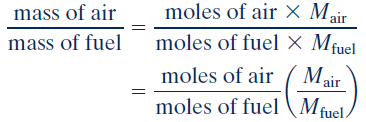 mass of air / mass of fuel = moles of air × M_air / moles of fuel × M_fuel
= moles of air / moles of fuel (M_air / M_fuel)